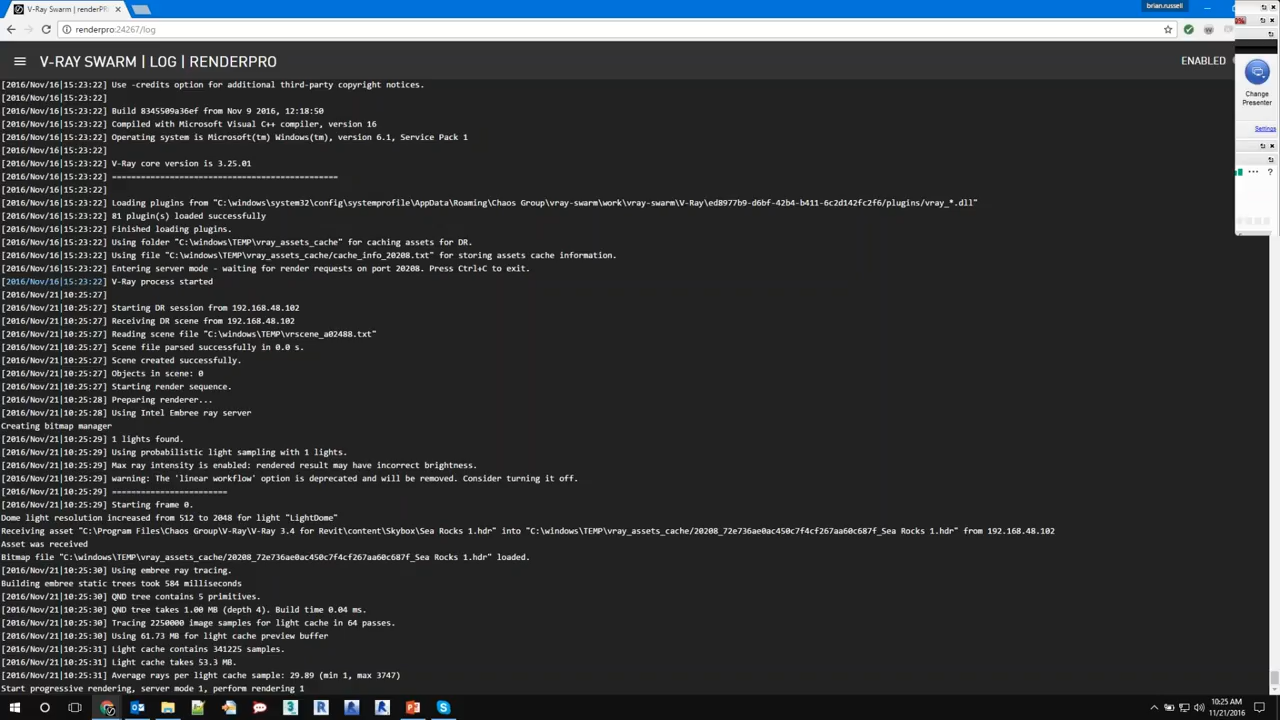 V-Ray Swarm | renderPro
brian.russell
renderpro:24267/log
V-RAY SWARM | LOG | RENDERPRO
ENABLED
Change
Presenter
Settings
[2016/Nov/16|15:23:22] Use -credits option for additional third-party copyright notices.
[2016/Nov/16|15:23:22]
[2016/Nov/16|15:23:22] Build 8345509a36ef from Nov 9 2016, 12:18:50
[2016/Nov/16|15:23:22] Compiled with Microsoft Visual C++ compiler, version 16
[2016/Nov/16|15:23:22] Operating system is Microsoft(tm) Windows(tm), version 6.1, Service Pack 1
[2016/Nov/16|15:23:22]
[2016/Nov/16|15:23:22] V-Ray core version is 3.25.01
[2016/Nov/16|15:23:22] ===============================================
[2016/Nov/16|15:23:22]
[2016/Nov/16|15:23:22] Loading plugins from "C:\windows\system32\config\systemprofile\AppData\Roaming\Chaos Group\vray-swarm\work\vray-swarm\V-Ray\ed8977b9-d6bf-42b4-b411-6c2d142fc2f6/plugins/vray_*.dll"
[2016/Nov/16|15:23:22] 81 plugin(s) loaded successfully
[2016/Nov/16|15:23:22] Finished loading plugins.
[2016/Nov/16|15:23:22] Using folder "C:\windows\TEMP\vray_assets_cache" for caching assets for DR.
[2016/Nov/16|15:23:22] Using file "C:\windows\TEMP\vray_assets_cache/cache_info_20208.txt" for storing assets cache information.
[2016/Nov/16|15:23:22] Entering server mode - waiting for render requests on port 20208. Press Ctrl+C to exit.
[2016/Nov/16|15:23:22] V-Ray process started
[2016/Nov/21|10:25:27]
[2016/Nov/21|10:25:27] Starting DR session from 192.168.48.102
[2016/Nov/21|10:25:27] Receiving DR scene from 192.168.48.102
[2016/Nov/21|10:25:27] Reading scene file "C:\windows\TEMP\vrscene_a02488.txt"
[2016/Nov/21|10:25:27] Scene file parsed successfully in 0.0 s.
[2016/Nov/21|10:25:27] Scene created successfully.
[2016/Nov/21|10:25:27] Objects in scene: 0
[2016/Nov/21|10:25:27] Starting render sequence.
[2016/Nov/21|10:25:28] Preparing renderer...
[2016/Nov/21|10:25:28] Using Intel Embree ray server
Creating bitmap manager
[2016/Nov/21|10:25:29] 1 lights found.
[2016/Nov/21|10:25:29] Using probabilistic light sampling with 1 lights.
[2016/Nov/21|10:25:29] Max ray intensity is enabled: rendered result may have incorrect brightness.
[2016/Nov/21|10:25:29] warning: The 'linear workflow' option is deprecated and will be removed. Consider turning it off.
[2016/Nov/21|10:25:29] ========================
[2016/Nov/21|10:25:29] Starting frame 0.
Dome light resolution increased from 512 to 2048 for light "LightDome"
Receiving asset "C:\Program Files\Chaos Group\V-Ray\V-Ray 3.4 for Revit\content\Skybox\Sea Rocks 1.hdr" into "C:\windows\TEMP\vray_assets_cache/20208_72e736ae0ac450c7f4cf267aa60c687f_Sea Rocks 1.hdr" from 192.168.48.102
Asset was received
Bitmap file "C:\windows\TEMP\vray_assets_cache/20208_72e736ae0ac450c7f4cf267aa60c687f_Sea Rocks 1.hdr" loaded.
[2016/Nov/21|10:25:30] Using embree ray tracing.
Building embree static trees took 584 milliseconds
[2016/Nov/21|10:25:30] QND tree contains 5 primitives.
[2016/Nov/21|10:25:30] QND tree takes 1.00 MB (depth 4). Build time 0.04 ms.
[2016/Nov/21|10:25:30] Tracing 2250000 image samples for light cache in 64 passes.
[2016/Nov/21|10:25:30] Using 61.73 MB for light cache preview buffer
[2016/Nov/21|10:25:31] Light cache contains 341225 samples.
[2016/Nov/21|10:25:31] Light cache takes 53.3 MB.
[2016/Nov/21|10:25:31] Average rays per light cache sample: 29.89 (min 1, max 3747)
Start progressive rendering, server mode 1, perform rendering 1
10:25 AM
11/21/2016